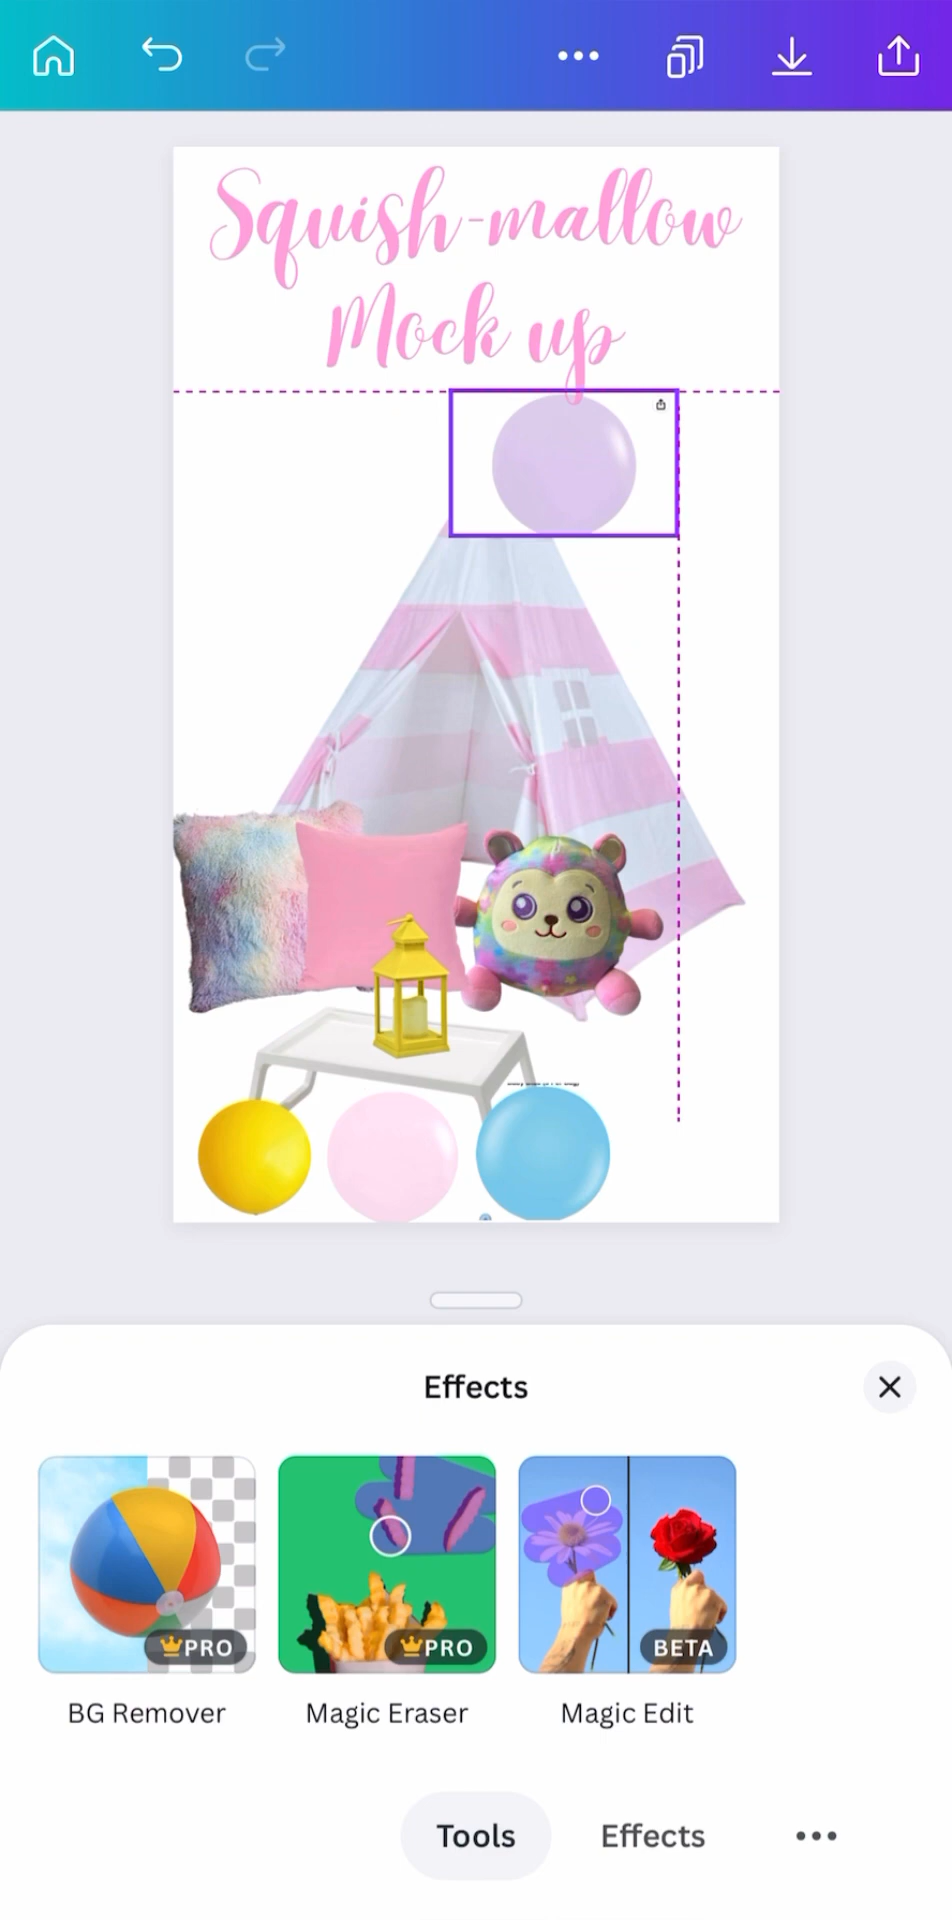 Squish-mallow
Mock up
Effects
PRO
PRO
BETA
BG Remover
Magic Eraser
Magic Edit
Tools
Effects